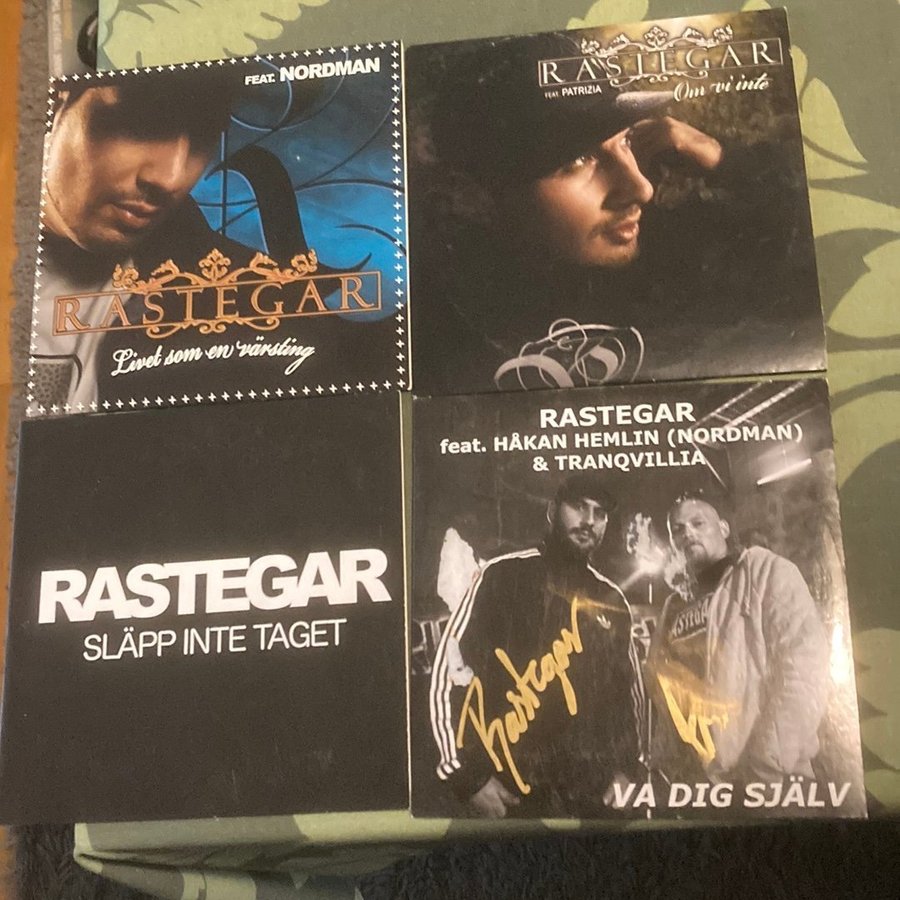 FEAT. NORDMAN
RASTEGAR
Livet som en värsting
RASTEGAR
FEAT. PATRIZIA
Om vi inte
RASTEGAR
SLÄPP INTE TAGET
RASTEGAR
feat. HÅKAN HEMLIN (NORDMAN)
& TRANQVILLIA
Rastegar
VA DIG SJÄLV